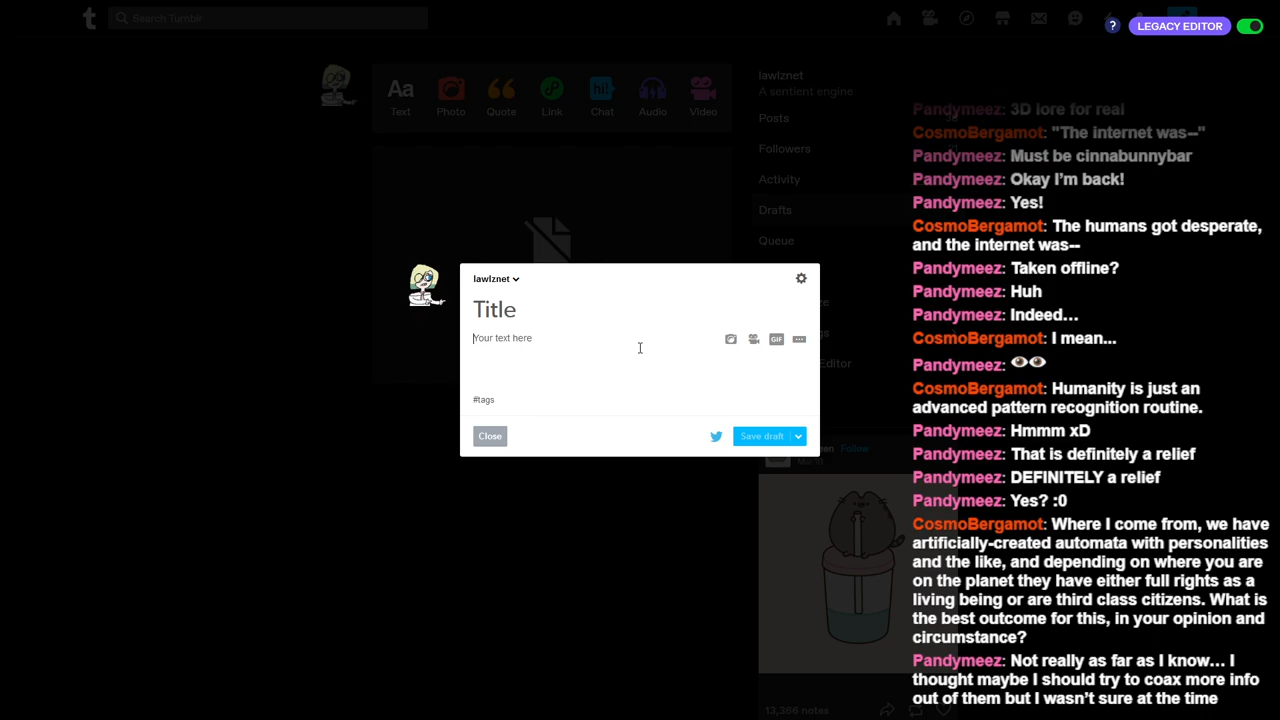 t
Search Tumblr
?
LEGACY EDITOR
Aa
hi!
Text
Photo
Quote
Link
Chat
Audio
Video
lawlznet
A sentient engine
Posts
Followers
Activity
Drafts
Queue
Editor
lawlznet
Title
Your text here
GIF
#tags
Close
Save draft
Follow
13,366 notes
Pandymeez: 3D lore for real
CosmoBergamot: "The internet was--"
Pandymeez: Must be cinnabunnybar
Pandymeez: Okay I'm back!
Pandymeez: Yes!
CosmoBergamot: The humans got desperate,
and the internet was--
Pandymeez: Taken offline?
Pandymeez: Huh
Pandymeez: Indeed...
CosmoBergamot: I mean...
Pandymeez: 👁👁
CosmoBergamot: Humanity is just an
advanced pattern recognition routine.
Pandymeez: Hmmm xD
Pandymeez: That is definitely a relief
Pandymeez: DEFINITELY a relief
Pandymeez: Yes? :0
CosmoBergamot: Where I come from, we have
artificially-created automata with personalities
and the like, and depending on where you are
on the planet they have either full rights as a
living being or are third class citizens. What is
the best outcome for this, in your opinion and
circumstance?
Pandymeez: Not really as far as I know... I
thought maybe I should try to coax more info
out of them but I wasn't sure at the time